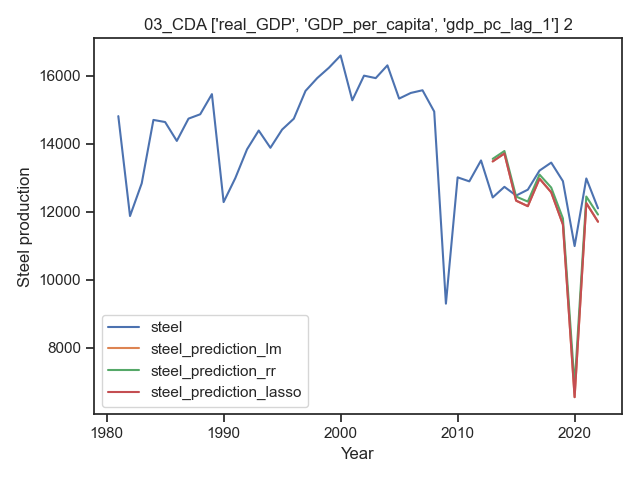 03_CDA ['real_GDP', 'GDP_per_capita', 'gdp_pc_lag_1'] 2
16000
14000
12000
10000
8000
Steel production
steel
steel_prediction_lm
steel_prediction_rr
steel_prediction_lasso
1980
1990
2000
2010
2020
Year